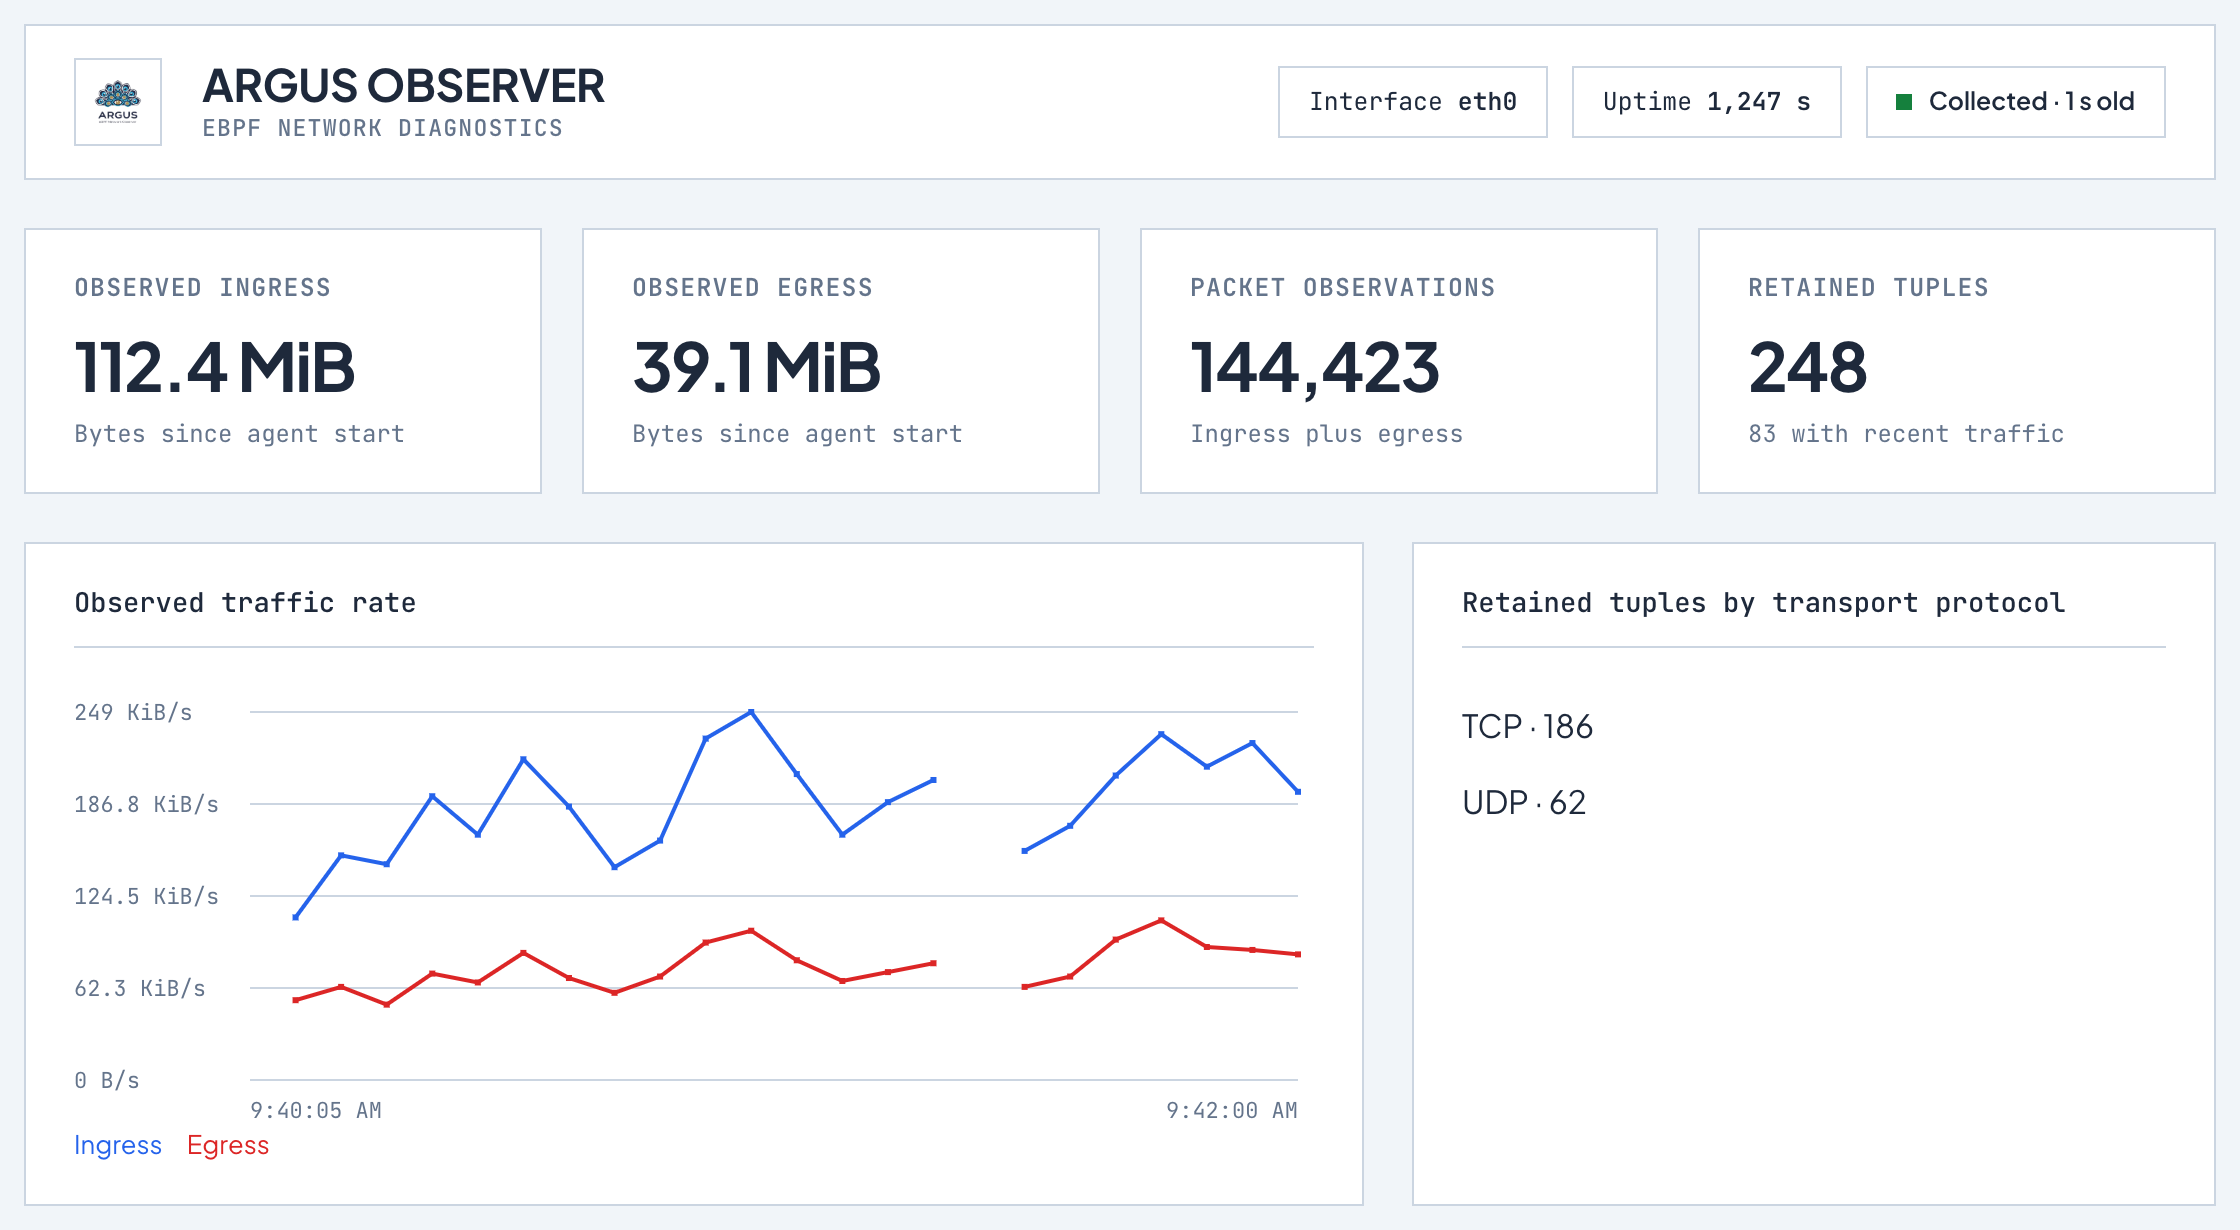 ARGUS
ARGUS OBSERVER
EBPF NETWORK DIAGNOSTICS
Interface eth0
Uptime 1,247 s
Collected · 1 s old
OBSERVED INGRESS
112.4 MiB
Bytes since agent start
OBSERVED EGRESS
39.1 MiB
Bytes since agent start
PACKET OBSERVATIONS
144,423
Ingress plus egress
RETAINED TUPLES
248
83 with recent traffic
Observed traffic rate
249 KiB/s
186.8 KiB/s
124.5 KiB/s
62.3 KiB/s
0 B/s
9:40:05 AM
9:42:00 AM
Ingress Egress
Retained tuples by transport protocol
TCP · 186
UDP · 62